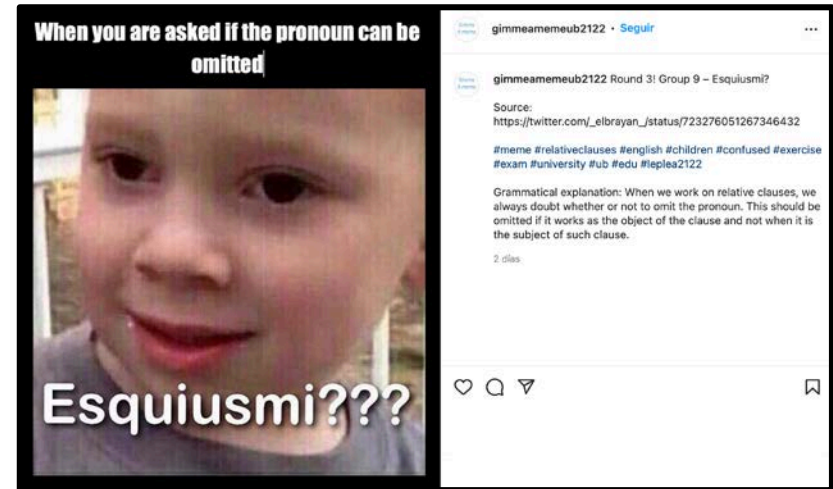 When you are asked if the pronoun can be
omitted
Esquiusmi???
gimmeamemeub2122 • Seguir
gimmeamemeub2122 Round 3! Group 9 – Esquiusmi?
Source:
https://twitter.com/_elbrayan_/status/723276051267346432
#meme #relativeclauses #english #children #confused #exercise
#exam #university #ub #edu #leplea2122
Grammatical explanation: When we work on relative clauses, we
always doubt whether or not to omit the pronoun. This should be
omitted if it works as the object of the clause and not when it is
the subject of such clause.
2 días